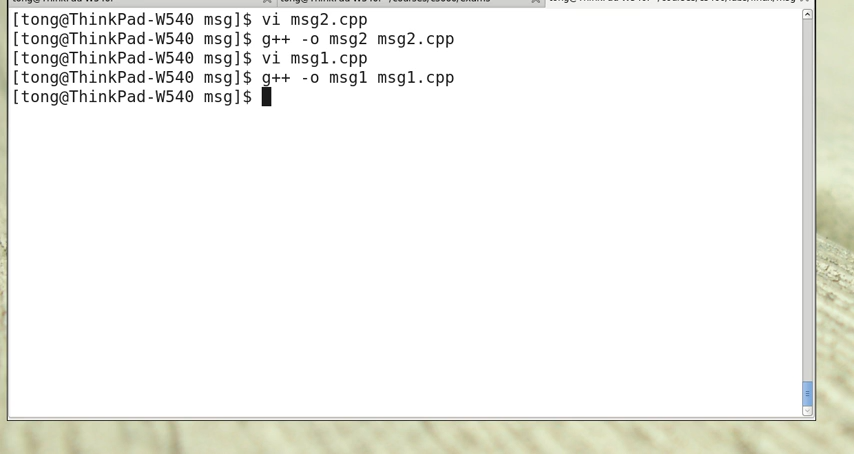 [tong@ThinkPad-W540 msg]$ vi msg2.cpp
[tong@ThinkPad-W540 msg]$ g++ -o msg2 msg2.cpp
[tong@ThinkPad-W540 msg]$ vi msg1.cpp
[tong@ThinkPad-W540 msg]$ g++ -o msg1 msg1.cpp
[tong@ThinkPad-W540 msg]$